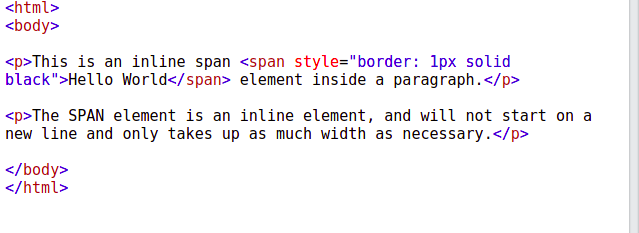 <html>
<body>
<p>This is an inline span <span style="border: 1px solid
black">Hello World</span> element inside a paragraph.</p>
<p>The SPAN element is an inline element, and will not start on a
new line and only takes up as much width as necessary.</p>
</body>
</html>